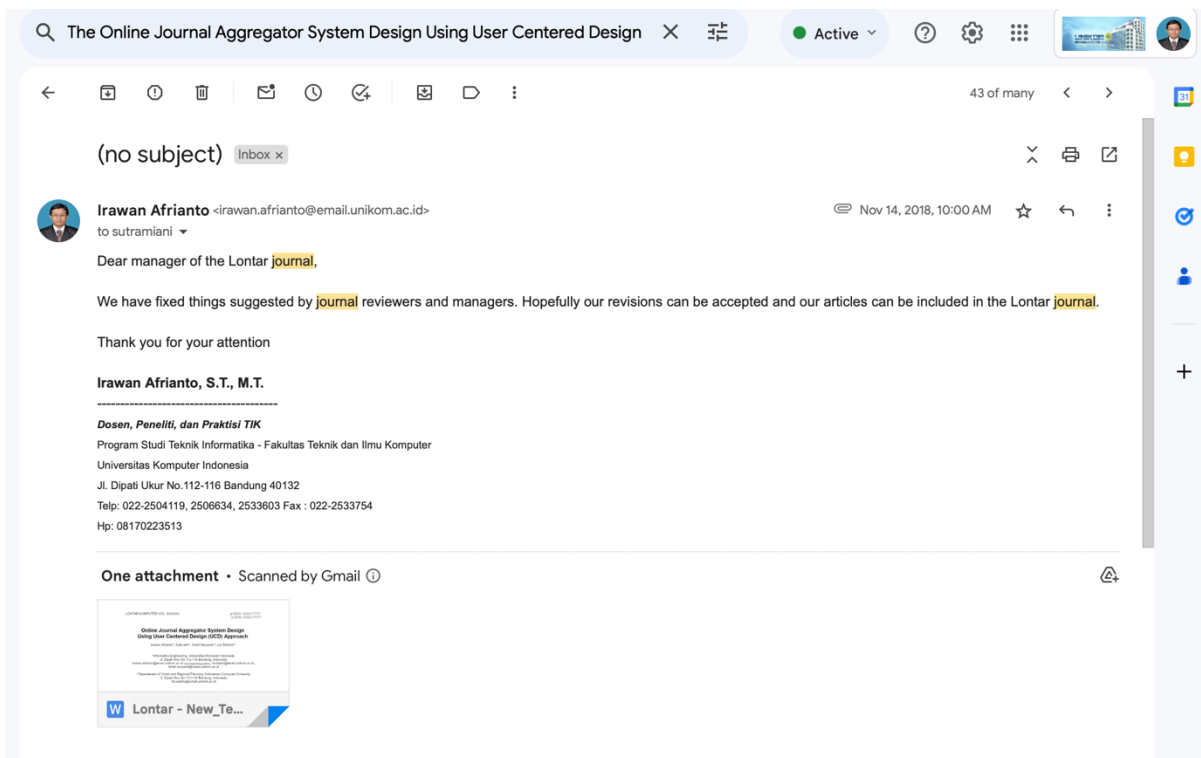 The Online Journal Aggregator System Design Using User Centered Design
Active
43 of many
31
(no subject)
Inbox ×
Irawan Afrianto <irawan.afrianto@email.unikom.ac.id>
Nov 14, 2018, 10:00 AM
to sutramiani
Dear manager of the Lontar journal,
We have fixed things suggested by journal reviewers and managers. Hopefully our revisions can be accepted and our articles can be included in the Lontar journal.
Thank you for your attention
Irawan Afrianto, S.T., M.T.
---------------------------------------
Dosen, Peneliti, dan Praktisi TIK
Program Studi Teknik Informatika - Fakultas Teknik dan Ilmu Komputer
Universitas Komputer Indonesia
Jl. Dipati Ukur No.112-116 Bandung 40132
Telp: 022-2504119, 2506634, 2533603 Fax : 022-2533754
Hp: 08170223513
One attachment • Scanned by Gmail
Online Journal Aggregator System Design
Using User Centered Design (UCD) Approach
W Lontar - New_Te...